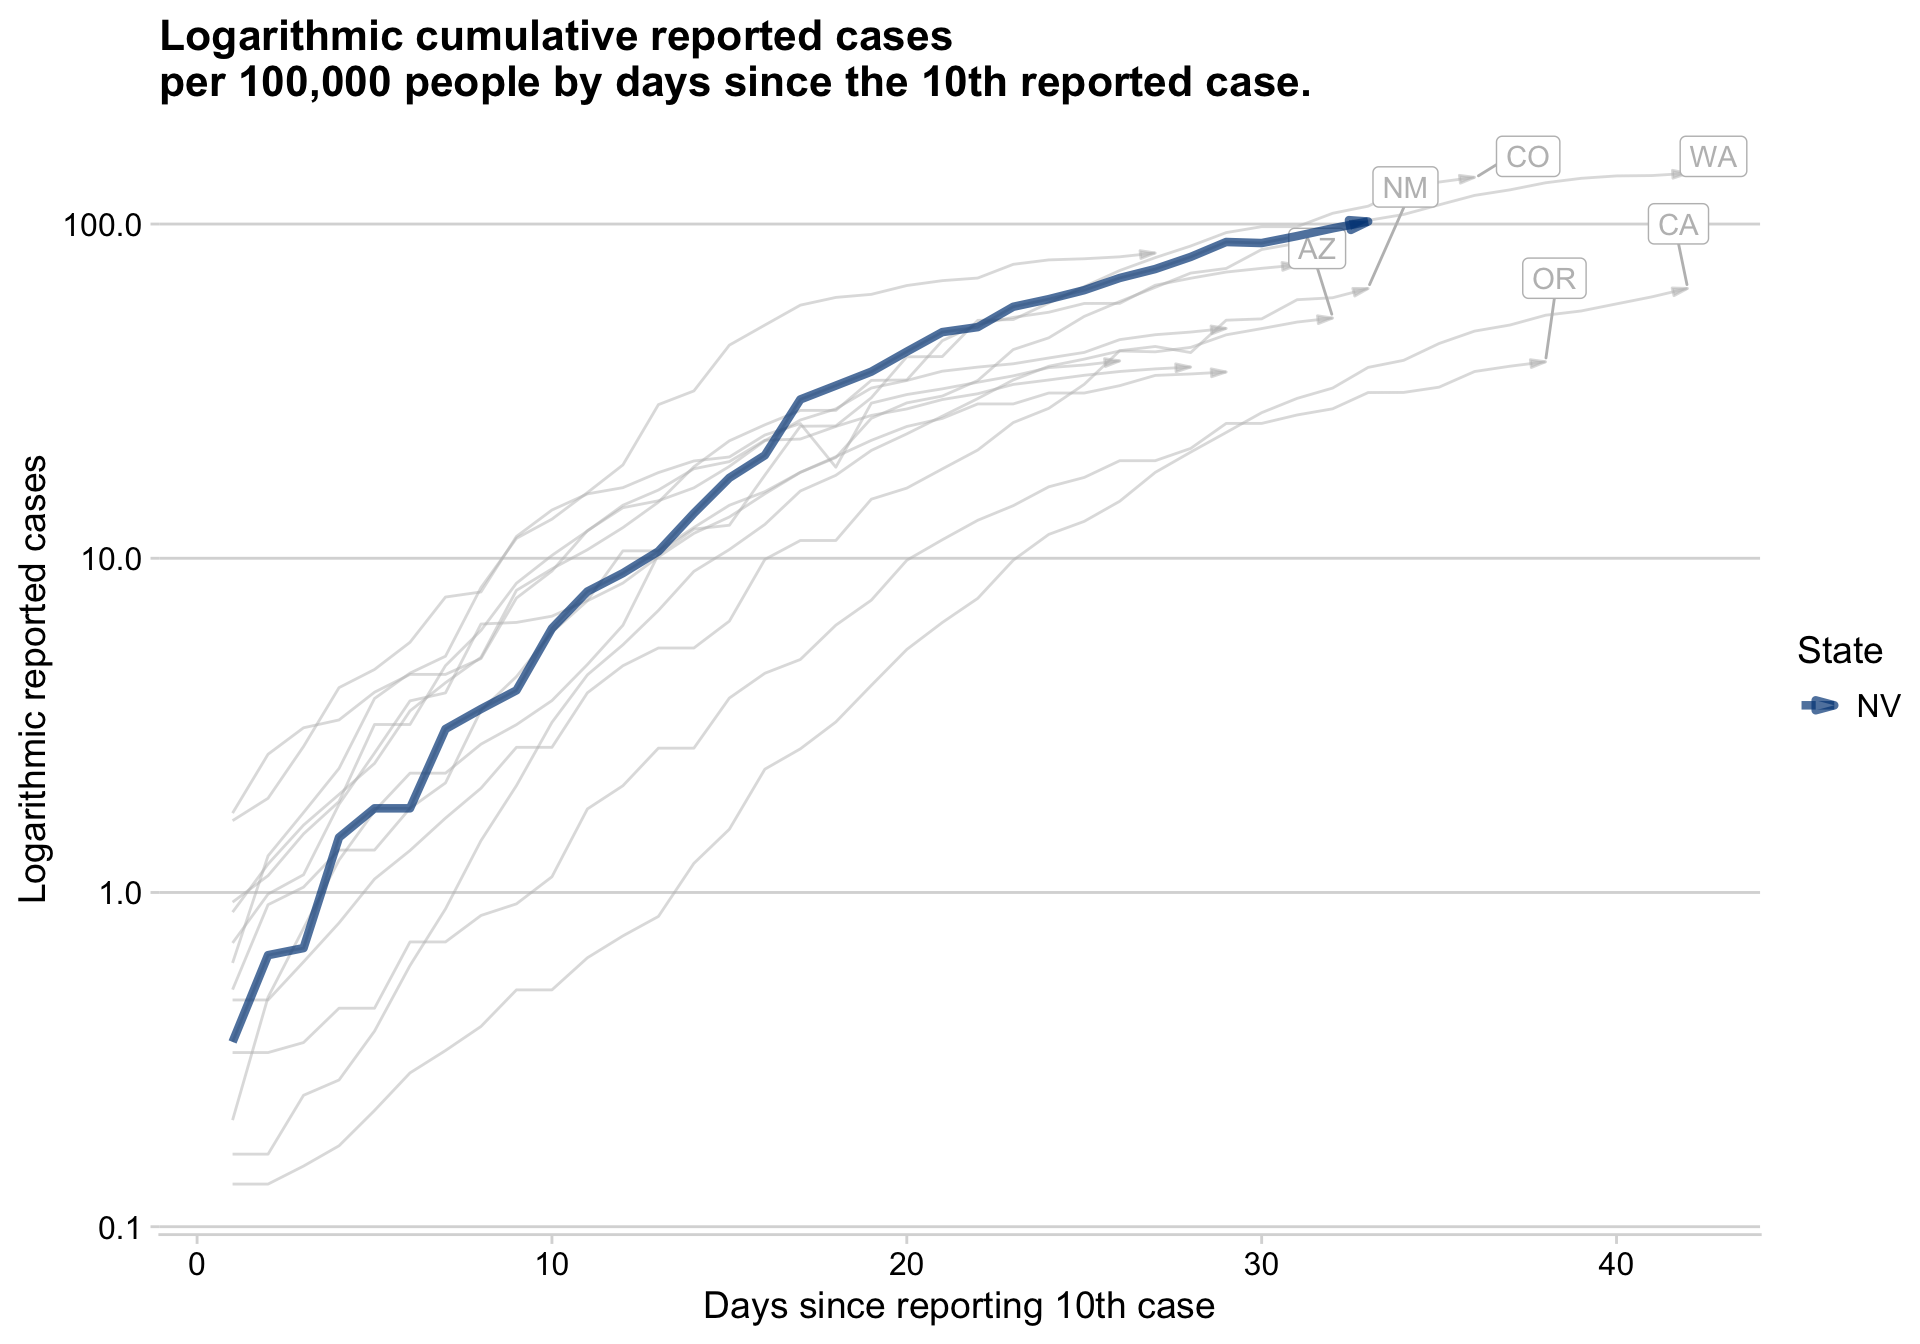 Logarithmic cumulative reported cases
per 100,000 people by days since the 10th reported case.
CO
WA
NM
CA
AZ
OR
100.0
10.0
1.0
0.1
Logarithmic reported cases
State
NV
0
10
20
30
40
Days since reporting 10th case